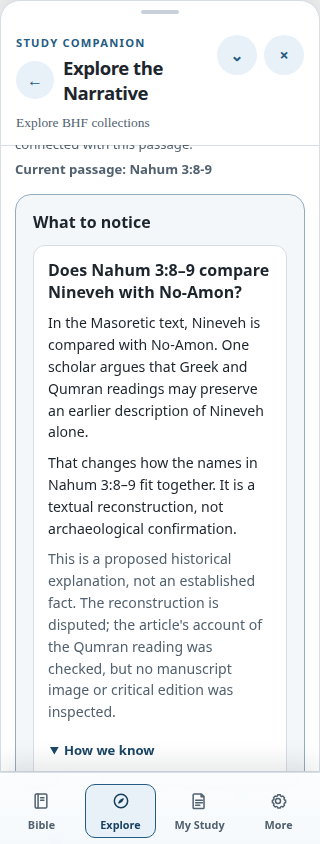 STUDY COMPANION
⌄
×
←
Explore the
Narrative
Explore BHF collections
connected with this passage.
Current passage: Nahum 3:8-9
What to notice
Does Nahum 3:8–9 compare
Nineveh with No-Amon?
In the Masoretic text, Nineveh is
compared with No-Amon. One
scholar argues that Greek and
Qumran readings may preserve
an earlier description of Nineveh
alone.
That changes how the names in
Nahum 3:8–9 fit together. It is a
textual reconstruction, not
archaeological confirmation.
This is a proposed historical
explanation, not an established
fact. The reconstruction is
disputed; the article's account of
the Qumran reading was
checked, but no manuscript
image or critical edition was
inspected.
▼ How we know
Bible
Explore
My Study
More